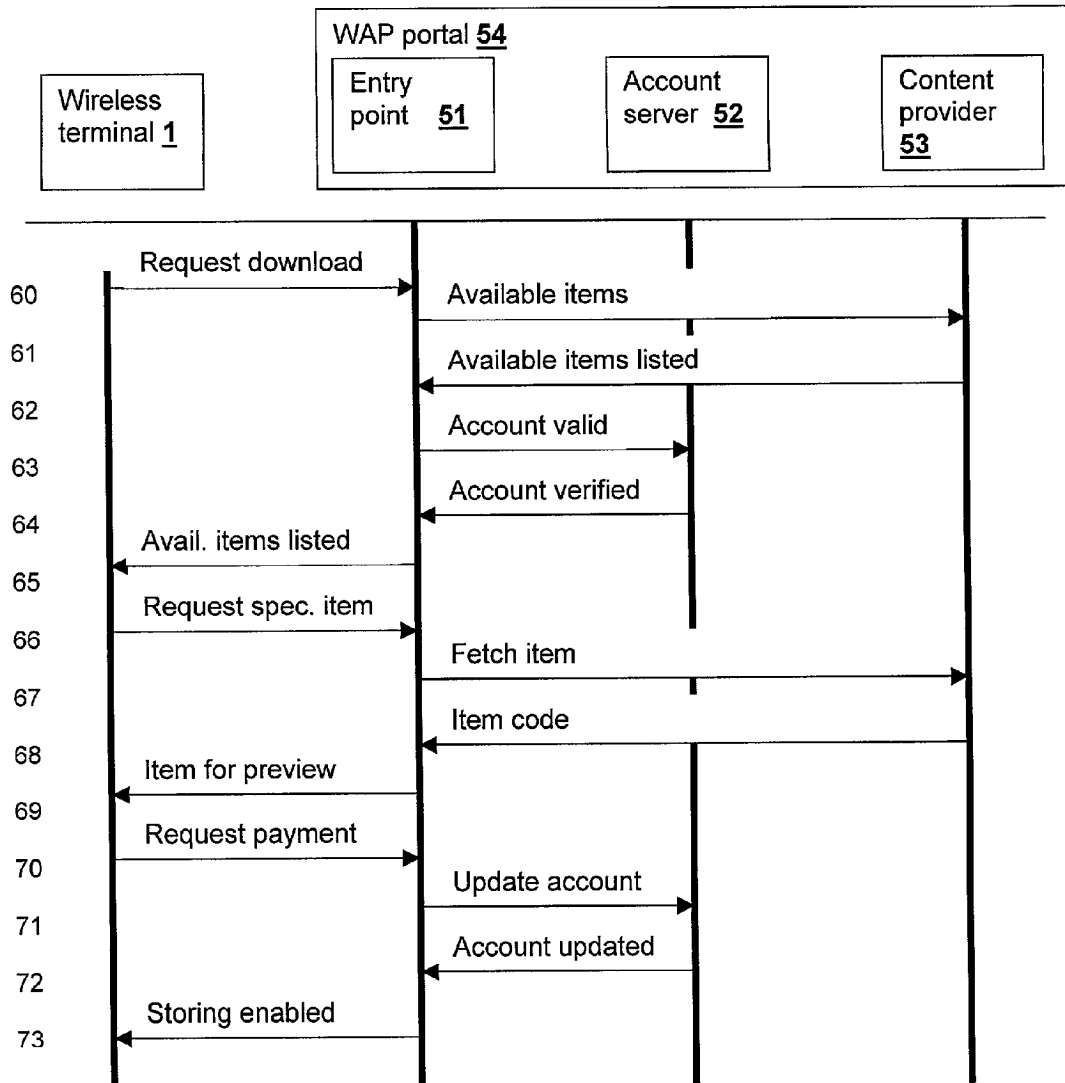 WAP portal 54
Wireless
terminal 1
Entry
point 51
Account
server 52
Content
provider
53
Request download
60
Available items
61
Available items listed
62
Account valid
63
Account verified
64
Avail. items listed
65
Request spec. item
66
Fetch item
67
Item code
68
Item for preview
69
Request payment
70
Update account
71
Account updated
72
Storing enabled
73